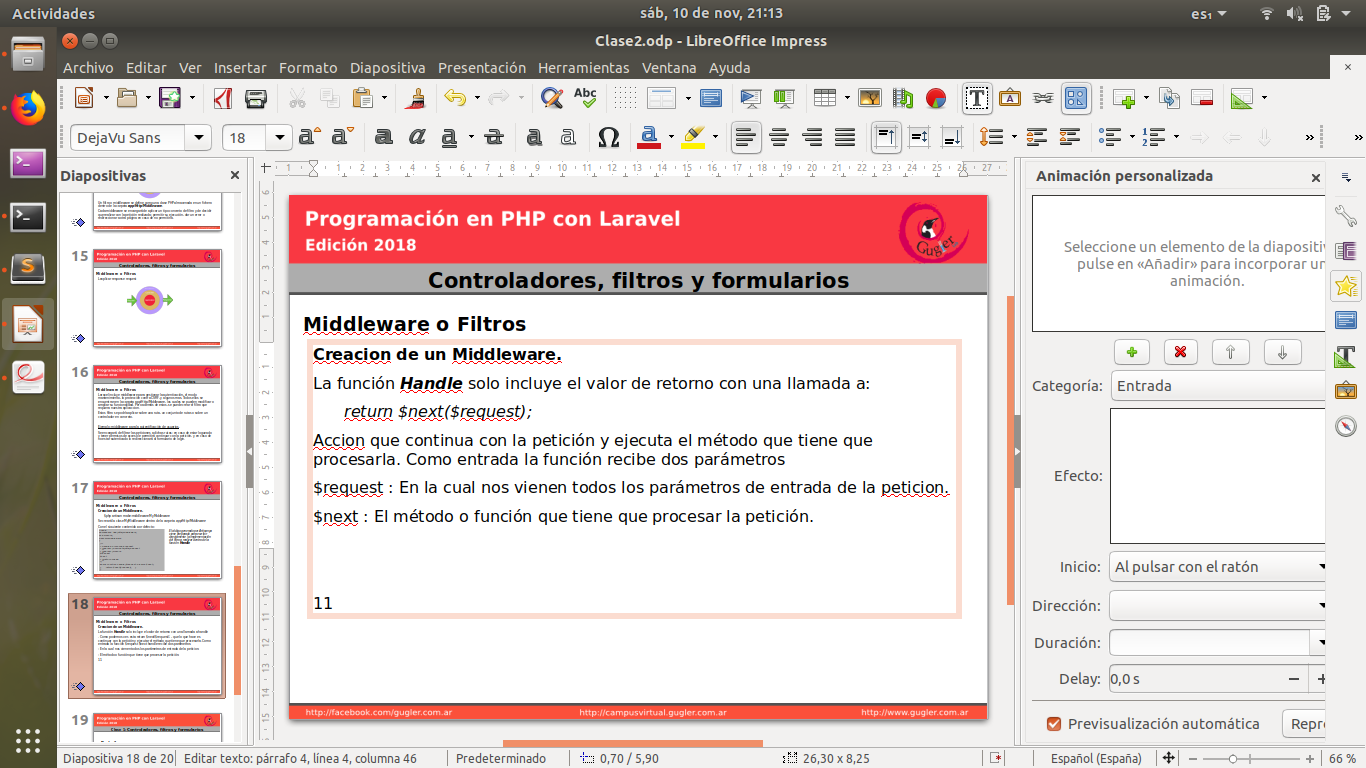 Actividades
sáb, 10 de nov, 21:13
es₁
Clase2.odp - LibreOffice Impress
Archivo Editar Ver Insertar Formato Diapositiva Presentación Herramientas Ventana Ayuda
DejaVu Sans
18
Diapositivas
15
16
17
18
19
Programación en PHP con Laravel
Edición 2018
Gugler
Controladores, filtros y formularios
Middleware o Filtros
Creacion de un Middleware.
La función Handle solo incluye el valor de retorno con una llamada a:
return $next($request);
Accion que continua con la petición y ejecuta el método que tiene que
procesarla. Como entrada la función recibe dos parámetros
$request : En la cual nos vienen todos los parámetros de entrada de la peticion.
$next : El método o función que tiene que procesar la petición.
11
http://facebook.com/gugler.com.ar
http://campusvirtual.gugler.com.ar
http://www.gugler.com.ar
Animación personalizada
Seleccione un elemento de la diapositiv
pulse en «Añadir» para incorporar un
animación.
Categoría: Entrada
Efecto:
Inicio: Al pulsar con el ratón
Dirección:
Duración:
Delay: 0,0 s
Previsualización automática
Repro
Diapositiva 18 de 20
Editar texto: párrafo 4, línea 4, columna 46
Predeterminado
0,70 / 5,90
26,30 x 8,25
Español (España)
66 %